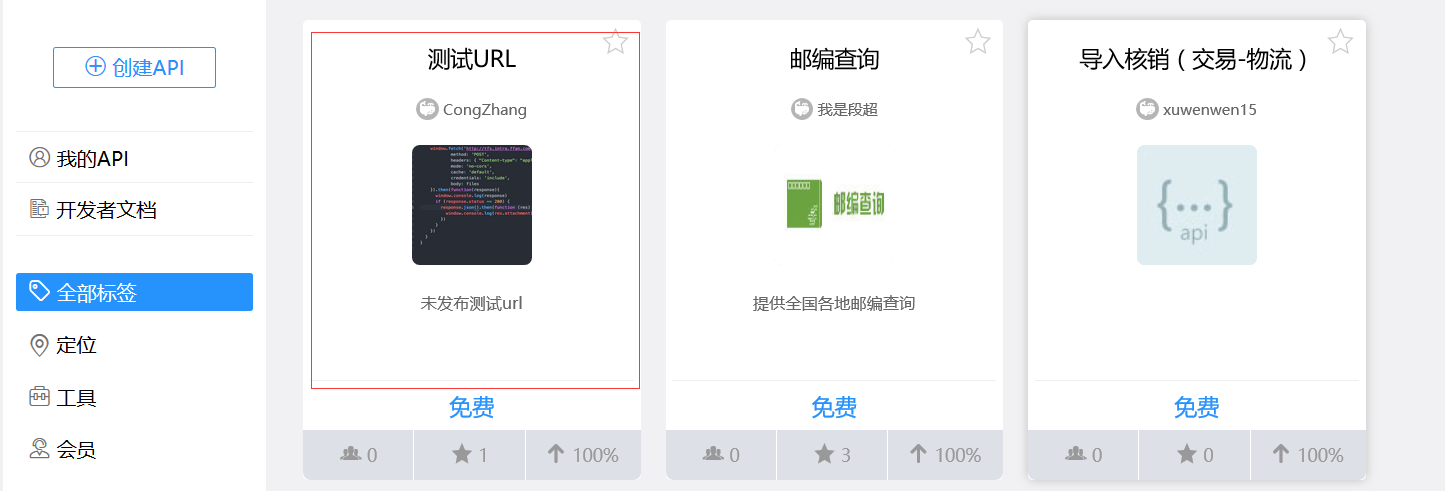 创建API
我的API
开发者文档
全部标签
定位
工具
会员
测试URL
CongZhang
未发布测试url
免费
0
1
100%
邮编查询
我是段超
邮编查询
提供全国各地邮编查询
免费
0
3
100%
导入核销（交易-物流）
xuwenwen15
{...}
api
免费
0
0
100%